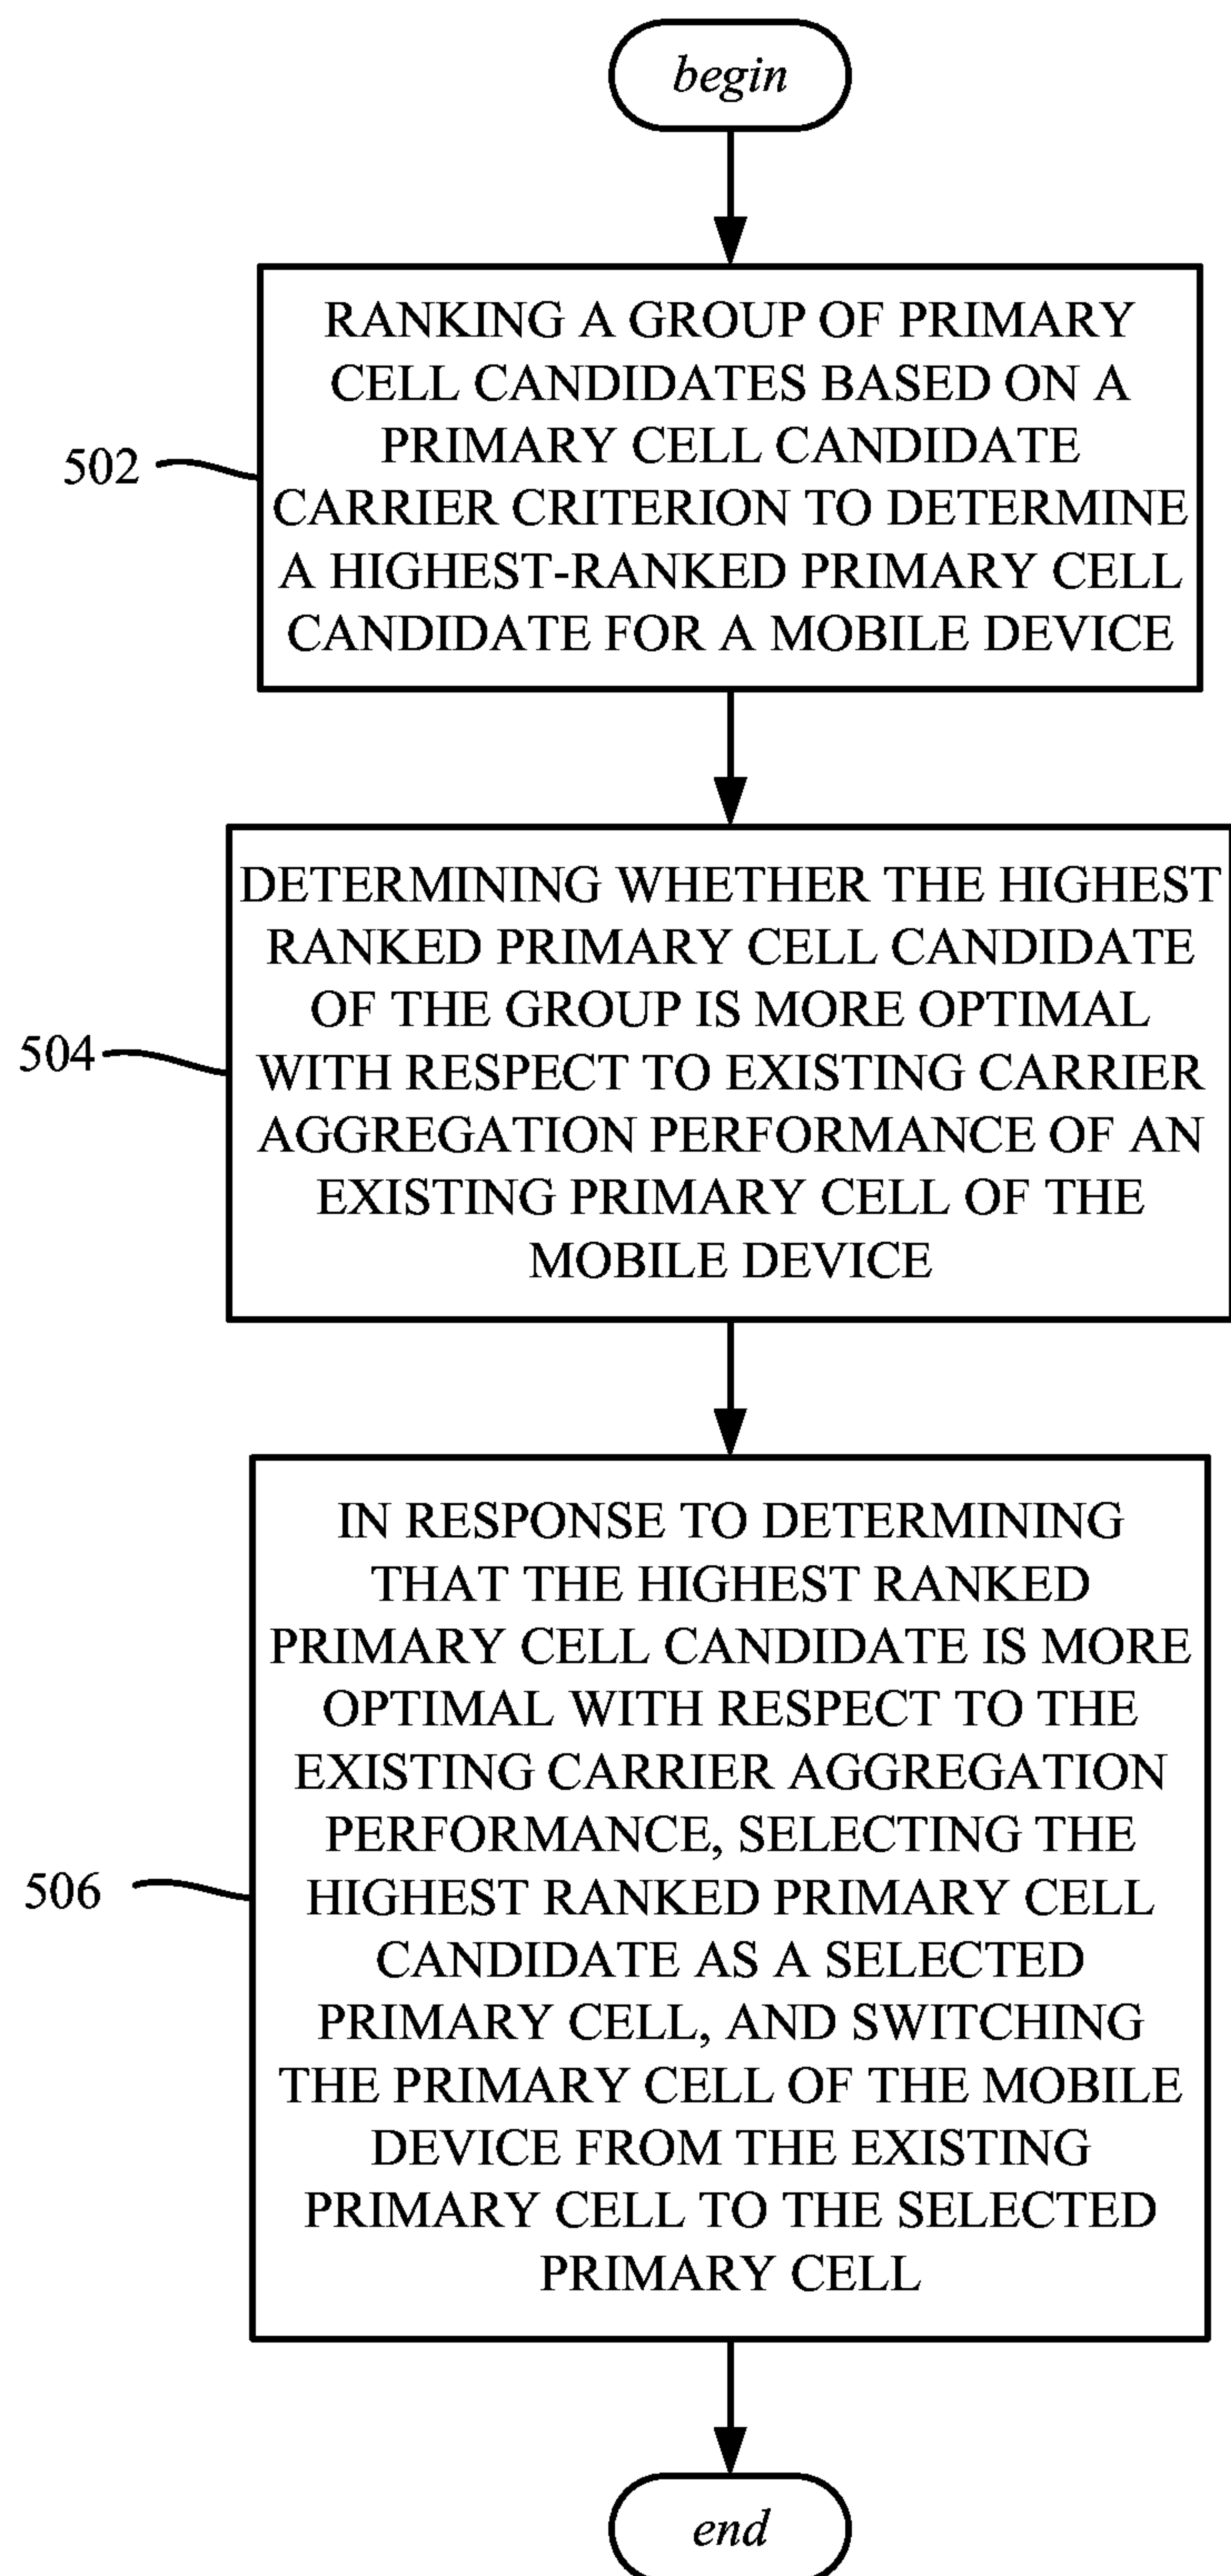 begin
RANKING A GROUP OF PRIMARY
CELL CANDIDATES BASED ON A
PRIMARY CELL CANDIDATE
CARRIER CRITERION TO DETERMINE
A HIGHEST-RANKED PRIMARY CELL
CANDIDATE FOR A MOBILE DEVICE
502
DETERMINING WHETHER THE HIGHEST
RANKED PRIMARY CELL CANDIDATE
OF THE GROUP IS MORE OPTIMAL
WITH RESPECT TO EXISTING CARRIER
AGGREGATION PERFORMANCE OF AN
EXISTING PRIMARY CELL OF THE
MOBILE DEVICE
504
IN RESPONSE TO DETERMINING
THAT THE HIGHEST RANKED
PRIMARY CELL CANDIDATE IS MORE
OPTIMAL WITH RESPECT TO THE
EXISTING CARRIER AGGREGATION
PERFORMANCE, SELECTING THE
HIGHEST RANKED PRIMARY CELL
CANDIDATE AS A SELECTED
PRIMARY CELL, AND SWITCHING
THE PRIMARY CELL OF THE MOBILE
DEVICE FROM THE EXISTING
PRIMARY CELL TO THE SELECTED
PRIMARY CELL
506
end